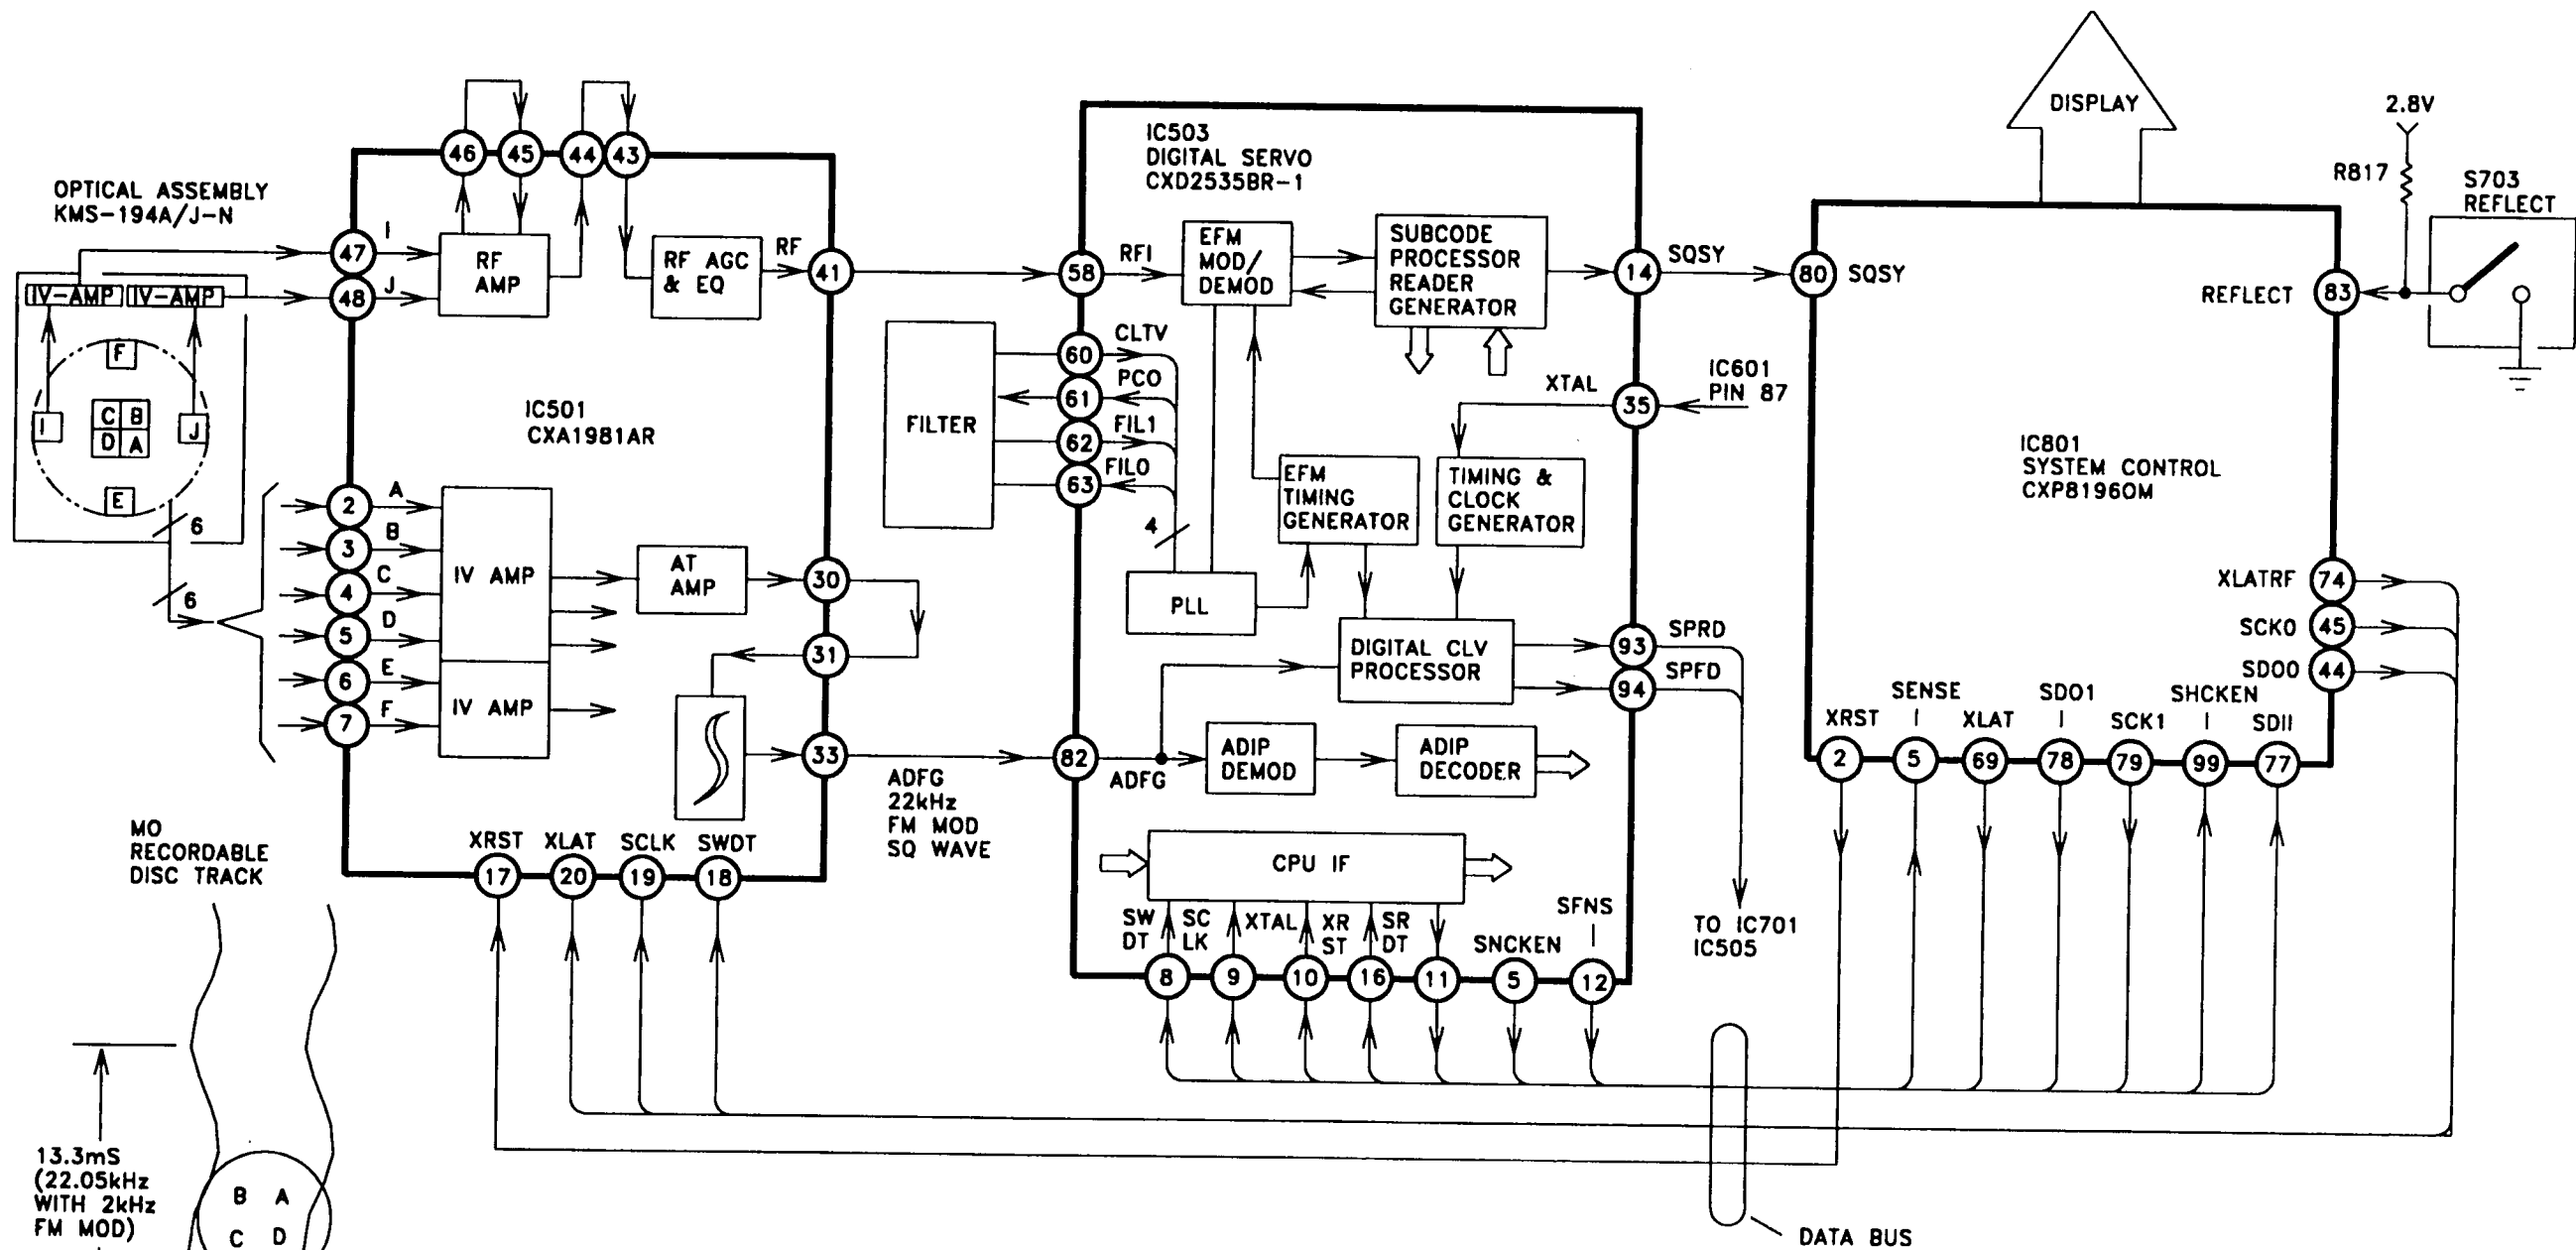 OPTICAL ASSEMBLY
KMS-194A/J-N
IV-AMP
IV-AMP
F
C B
D A
I
J
E
6
6
46
45
44
43
47
I
48
J
RF
AMP
RF AGC
& EQ
RF
41
IC501
CXA1981AR
2
A
3
B
4
C
5
D
6
E
7
F
IV AMP
IV AMP
AT
AMP
30
31
33
XRST
XLAT
SCLK
SWDT
17
20
19
18
ADFG
22kHz
FM MOD
SQ WAVE
MO
RECORDABLE
DISC TRACK
13.3mS
(22.05kHz
WITH 2kHz
FM MOD)
B A
C D
IC503
DIGITAL SERVO
CXD2535BR-1
58
RFI
EFM
MOD/
DEMOD
SUBCODE
PROCESSOR
READER
GENERATOR
14
SQSY
FILTER
60
CLTV
61
PCO
62
FIL1
63
FILO
4
PLL
EFM
TIMING
GENERATOR
TIMING &
CLOCK
GENERATOR
XTAL
35
IC601
PIN 87
DIGITAL CLV
PROCESSOR
93
SPRD
94
SPFD
82
ADFG
ADIP
DEMOD
ADIP
DECODER
CPU IF
SW
DT
SC
LK
XTAL
XR
ST
SR
DT
SNCKEN
SFNS
8
9
10
16
11
5
12
TO IC701
IC505
DISPLAY
2.8V
R817
S703
REFLECT
80
SQSY
REFLECT
83
IC801
SYSTEM CONTROL
CXP81960M
XLATRF
74
SCKO
45
SDOO
44
XRST
SENSE
XLAT
SDO1
SCK1
SHCKEN
SDII
2
5
69
78
79
99
77
DATA BUS